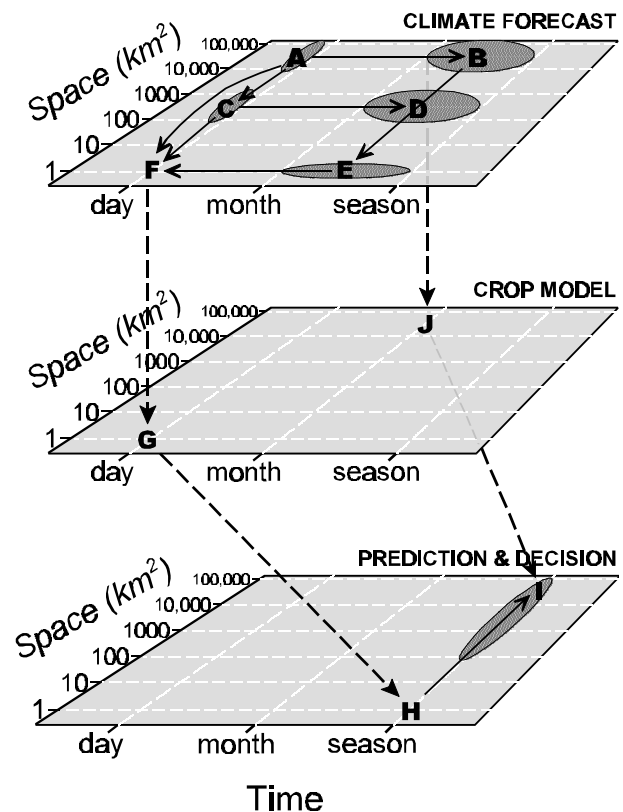 CLIMATE FORECAST
Space (km²)
100,000
10,000
1000
100
10
1
A
B
C
D
E
F
day month season
CROP MODEL
Space (km²)
100,000
10,000
1000
100
10
1
J
G
day month season
PREDICTION & DECISION
Space (km²)
100,000
10,000
1000
100
10
1
I
H
day month season
Time